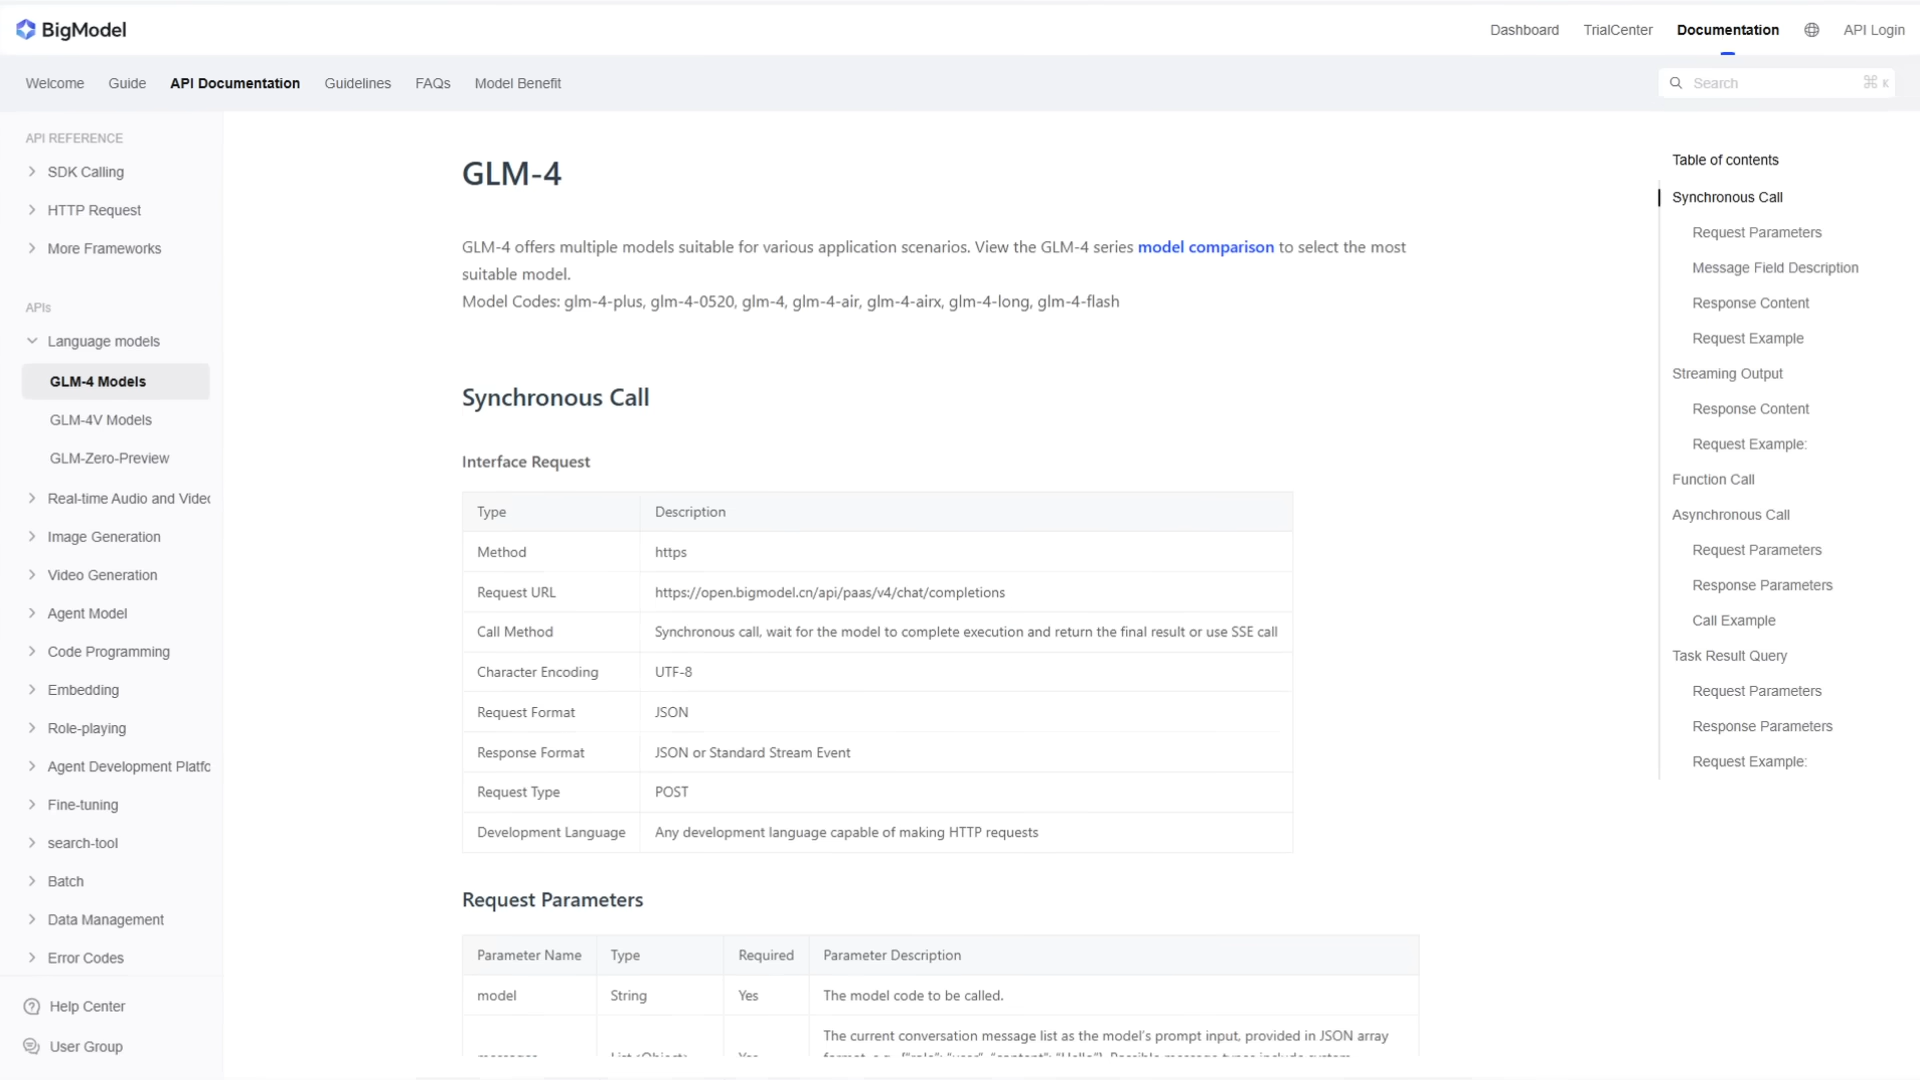 BigModel
Dashboard
TrialCenter
Documentation
API Login
Welcome
Guide
API Documentation
Guidelines
FAQs
Model Benefit
Search
⌘ K
API REFERENCE
SDK Calling
HTTP Request
More Frameworks
APIs
Language models
GLM-4 Models
GLM-4V Models
GLM-Zero-Preview
Real-time Audio and Videc
Image Generation
Video Generation
Agent Model
Code Programming
Embedding
Role-playing
Agent Development Platfc
Fine-tuning
search-tool
Batch
Data Management
Error Codes
Help Center
User Group
GLM-4
GLM-4 offers multiple models suitable for various application scenarios. View the GLM-4 series model comparison to select the most
suitable model.
Model Codes: glm-4-plus, glm-4-0520, glm-4, glm-4-air, glm-4-airx, glm-4-long, glm-4-flash
Synchronous Call
Interface Request
Type Description
Method https
Request URL https://open.bigmodel.cn/api/paas/v4/chat/completions
Call Method Synchronous call, wait for the model to complete execution and return the final result or use SSE call
Character Encoding UTF-8
Request Format JSON
Response Format JSON or Standard Stream Event
Request Type POST
Development Language Any development language capable of making HTTP requests
Request Parameters
Parameter Name Type Required Parameter Description
model String Yes The model code to be called.
The current conversation message list as the model's prompt input, provided in JSON array
Table of contents
Synchronous Call
Request Parameters
Message Field Description
Response Content
Request Example
Streaming Output
Response Content
Request Example:
Function Call
Asynchronous Call
Request Parameters
Response Parameters
Call Example
Task Result Query
Request Parameters
Response Parameters
Request Example: